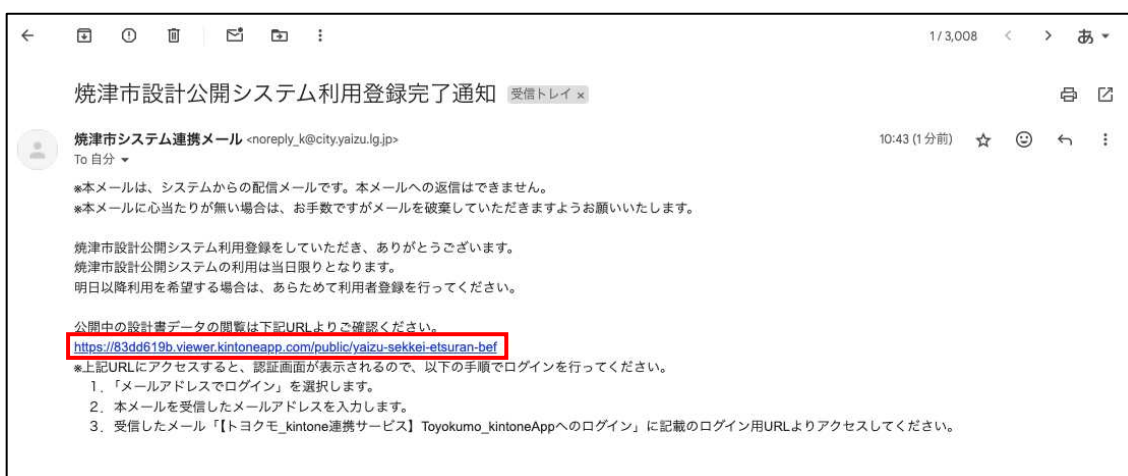 1/3,008
あ
焼津市設計公開システム利用登録完了通知 受信トレイ ×
焼津市システム連携メール <noreply_k@city.yaizu.lg.jp>
10:43 (1 分前)
To 自分
※本メールは、システムからの配信メールです。本メールへの返信はできません。
※本メールに心当たりが無い場合は、お手数ですがメールを破棄していただきますようお願いいたします。
焼津市設計公開システム利用登録をしていただき、ありがとうございます。
焼津市設計公開システムの利用は当日限りとなります。
明日以降利用を希望する場合は、あらためて利用者登録を行ってください。
公開中の設計書データの閲覧は下記URLよりご確認ください。
https://83dd619b.viewer.kintoneapp.com/public/yaizu-sekkei-etsuran-bef
※上記URLにアクセスすると、認証画面が表示されるので、以下の手順でログインを行ってください。
1．「メールアドレスでログイン」を選択します。
2．本メールを受信したメールアドレスを入力します。
3．受信したメール「【トヨクモ_kintone連携サービス】Toyokumo_kintoneAppへのログイン」に記載のログイン用URLよりアクセスしてください。